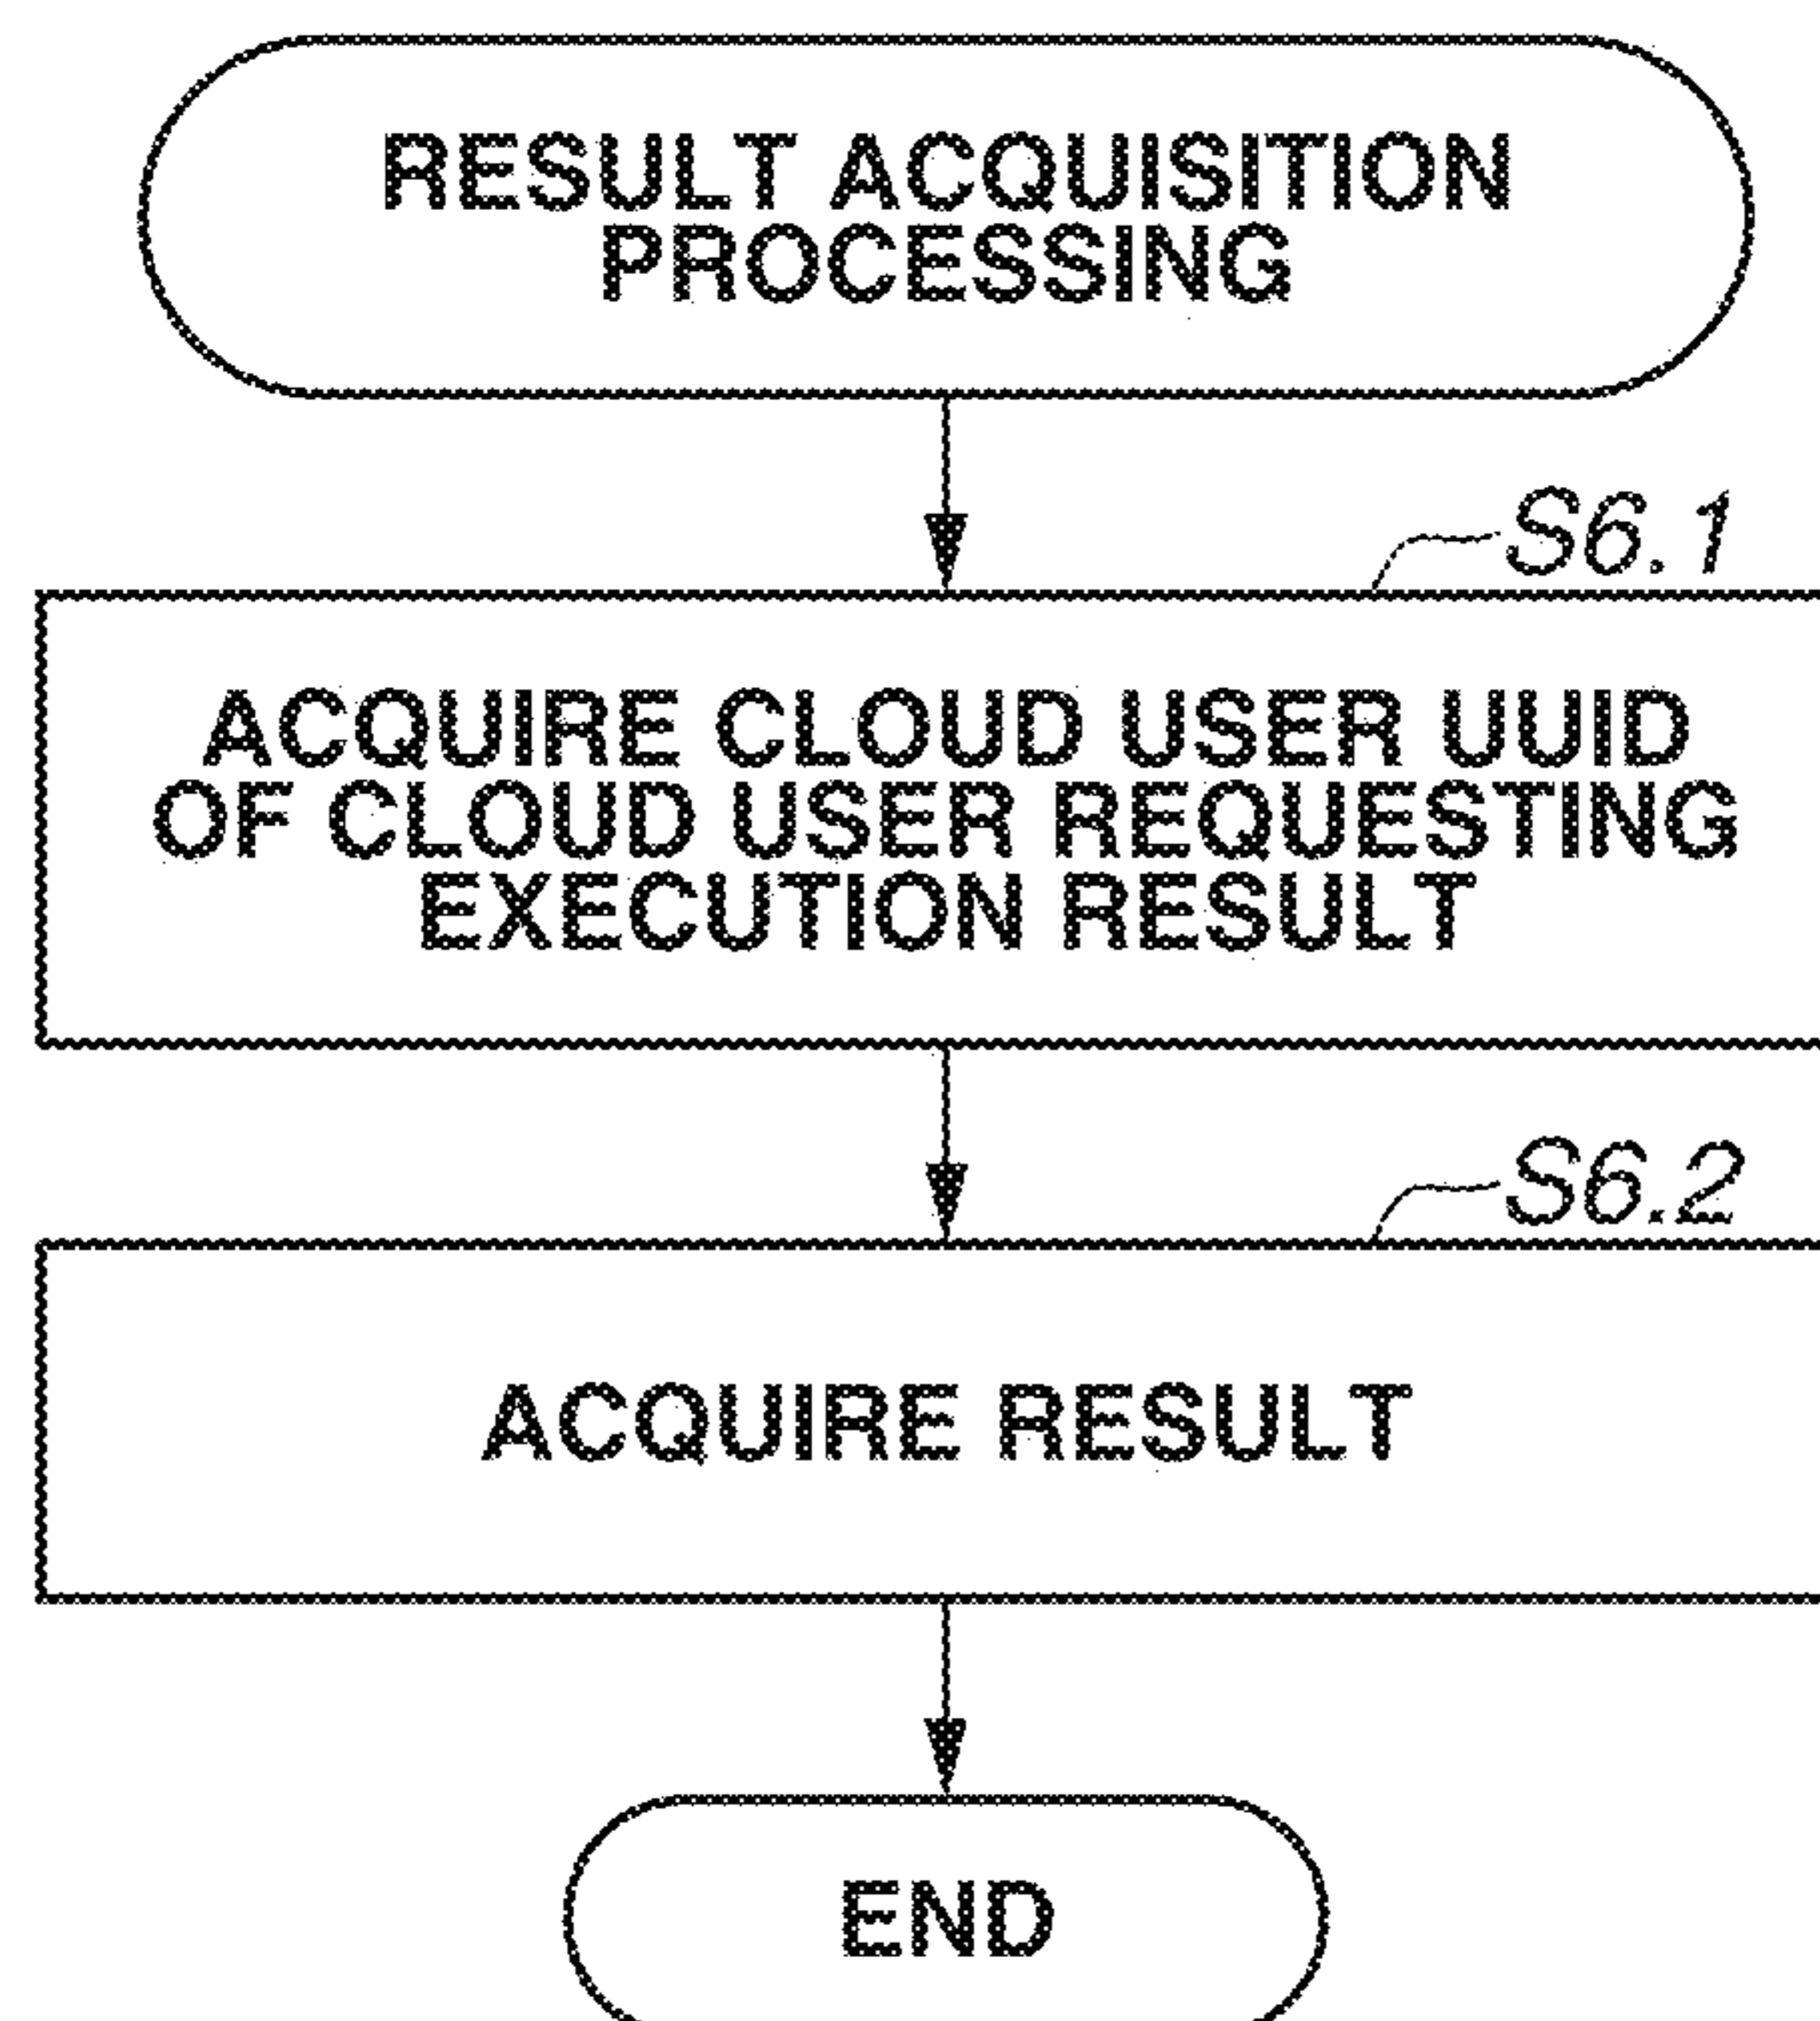 RESULT ACQUISITION
PROCESSING
S6.1
ACQUIRE CLOUD USER UUID
OF CLOUD USER REQUESTING
EXECUTION RESULT
S6.2
ACQUIRE RESULT
END